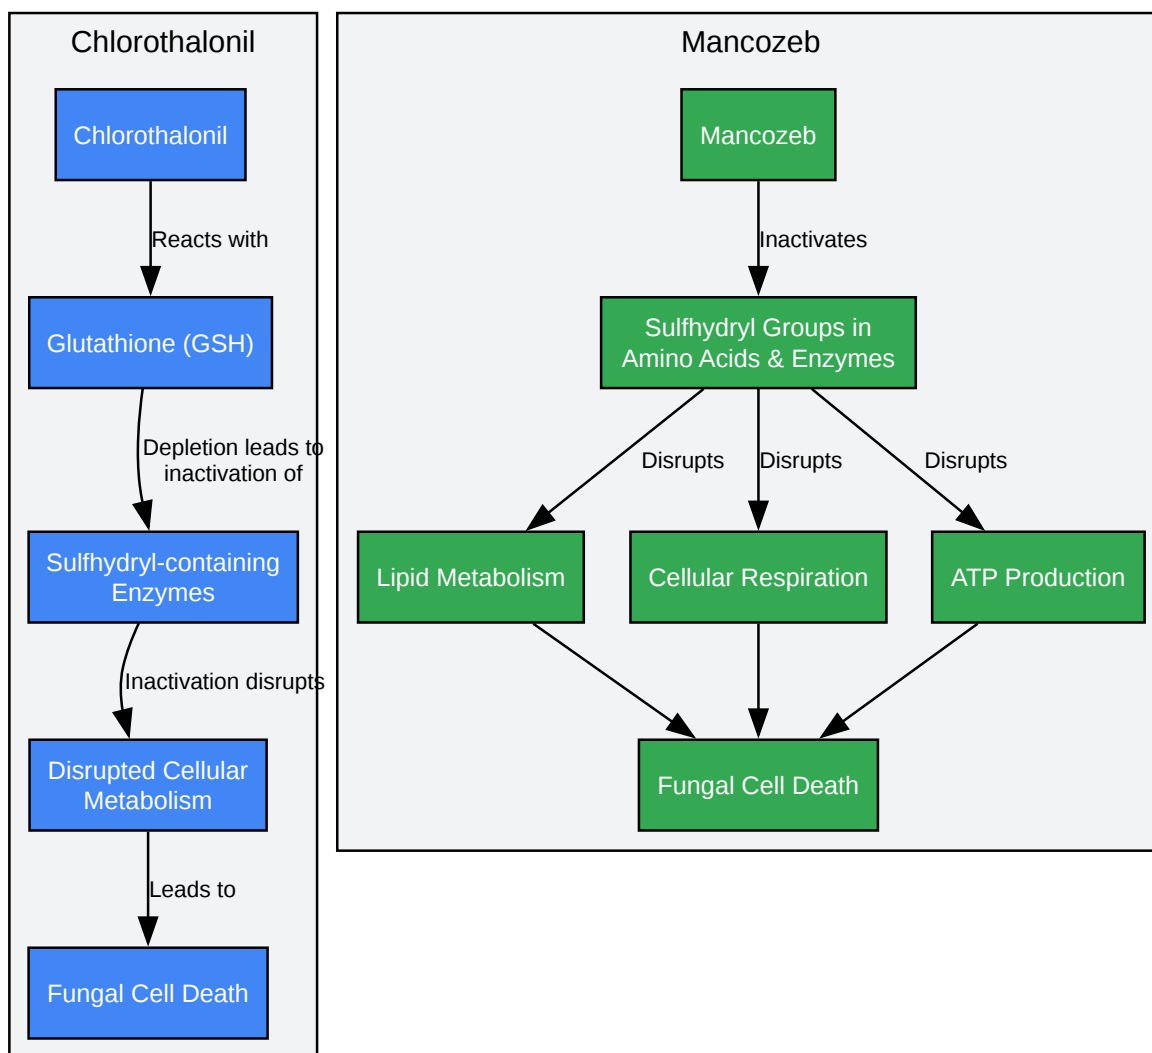 Chlorothalonil
Chlorothalonil
Reacts with
Glutathione (GSH)
Depletion leads to
inactivation of
Sulfhydryl-containing
Enzymes
Inactivation disrupts
Disrupted Cellular
Metabolism
Leads to
Fungal Cell Death
Mancozeb
Mancozeb
Inactivates
Sulfhydryl Groups in
Amino Acids & Enzymes
Disrupts
Disrupts
Disrupts
Lipid Metabolism
Cellular Respiration
ATP Production
Fungal Cell Death